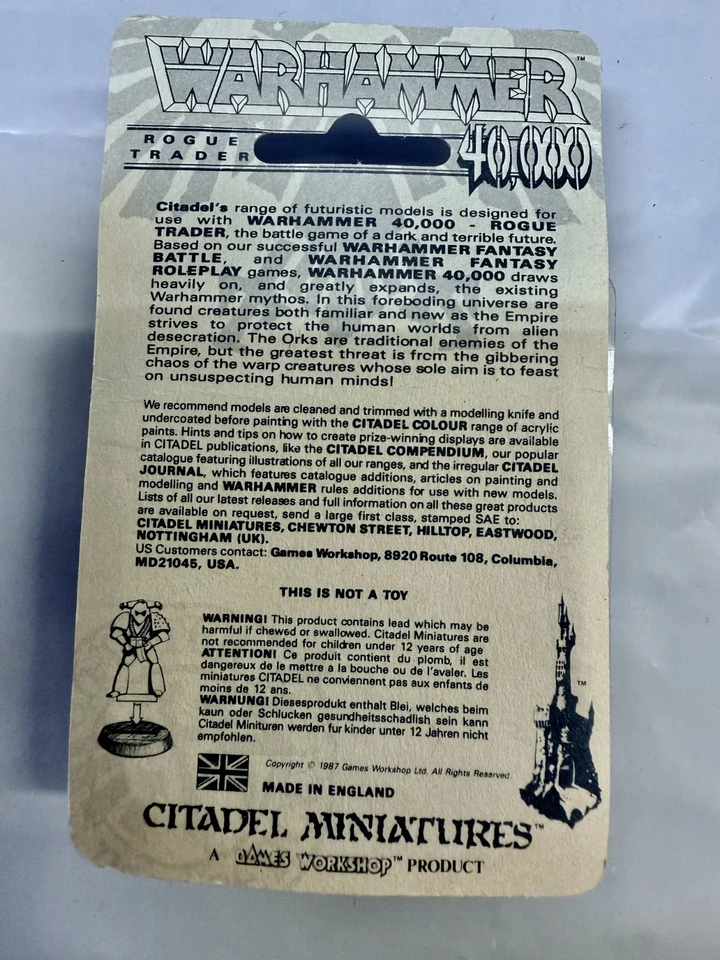 WARHAMMER™
ROGUE
TRADER
40,000
Citadel's range of futuristic models is designed for
use with WARHAMMER 40,000 - ROGUE
TRADER, the battle game of a dark and terrible future.
Based on our successful WARHAMMER FANTASY
BATTLE, and WARHAMMER FANTASY
ROLEPLAY games, WARHAMMER 40,000 draws
heavily on, and greatly expands, the existing
Warhammer mythos. In this foreboding universe are
found creatures both familiar and new as the Empire
strives to protect the human worlds from alien
desecration. The Orks are traditional enemies of the
Empire, but the greatest threat is from the gibbering
chaos of the warp creatures whose sole aim is to feast
on unsuspecting human minds!
We recommend models are cleaned and trimmed with a modelling knife and
undercoated before painting with the CITADEL COLOUR range of acrylic
paints. Hints and tips on how to create prize-winning displays are available
in CITADEL publications, like the CITADEL COMPENDIUM, our popular
catalogue featuring illustrations of all our ranges, and the irregular CITADEL
JOURNAL, which features catalogue additions, articles on painting and
modelling and WARHAMMER rules additions for use with new models.
Lists of all our latest releases and full information on all these great products
are available on request, send a large first class, stamped SAE to:
CITADEL MINIATURES, CHEWTON STREET, HILLTOP, EASTWOOD,
NOTTINGHAM (UK).
US Customers contact: Games Workshop, 8920 Route 108, Columbia,
MD21045, USA.
THIS IS NOT A TOY
WARNING! This product contains lead which may be
harmful if chewed or swallowed. Citadel Miniatures are
not recommended for children under 12 years of age
ATTENTION! Ce produit contient du plomb, il est
dangereux de le mettre a la bouche ou de l'avaler. Les
miniatures CITADEL ne conviennent pas aux enfants de
moins de 12 ans.
WARNUNG! Diesesprodukt enthalt Blei, welches beim
kaun oder Schlucken gesundheitsschadlish sein kann
Citadel Minituren werden fur kinder unter 12 Jahren nicht
empfohlen.
™
Copyright © 1987 Games Workshop Ltd. All Rights Reserved
MADE IN ENGLAND
CITADEL MINIATURES™
A GAMES WORKSHOP™ PRODUCT